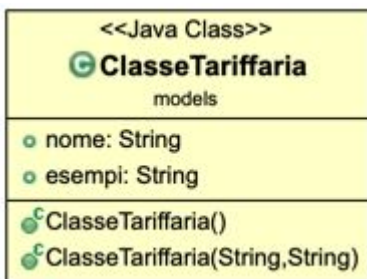 <<Java Class>>
ClasseTariffaria
models
nome: String
esempi: String
ClasseTariffaria()
ClasseTariffaria(String,String)